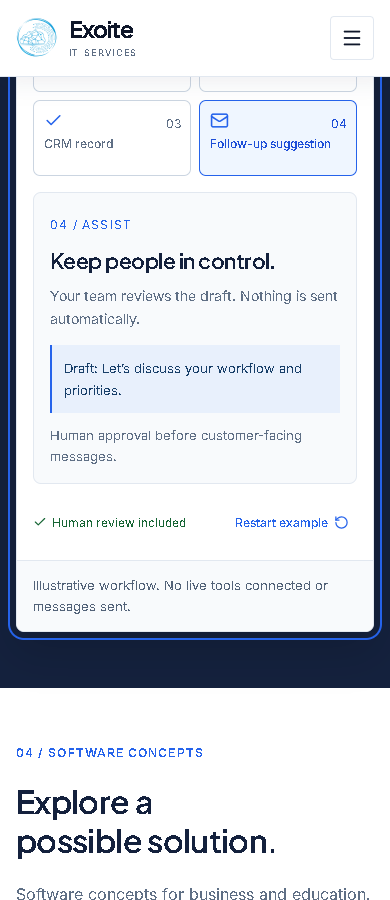 Exoite
IT SERVICES
03
CRM record
04
Follow-up suggestion
04 / ASSIST
Keep people in control.
Your team reviews the draft. Nothing is sent
automatically.
Draft: Let's discuss your workflow and
priorities.
Human approval before customer-facing
messages.
Human review included
Restart example
Illustrative workflow. No live tools connected or
messages sent.
04 / SOFTWARE CONCEPTS
Explore a
possible solution.
Software concepts for business and education.